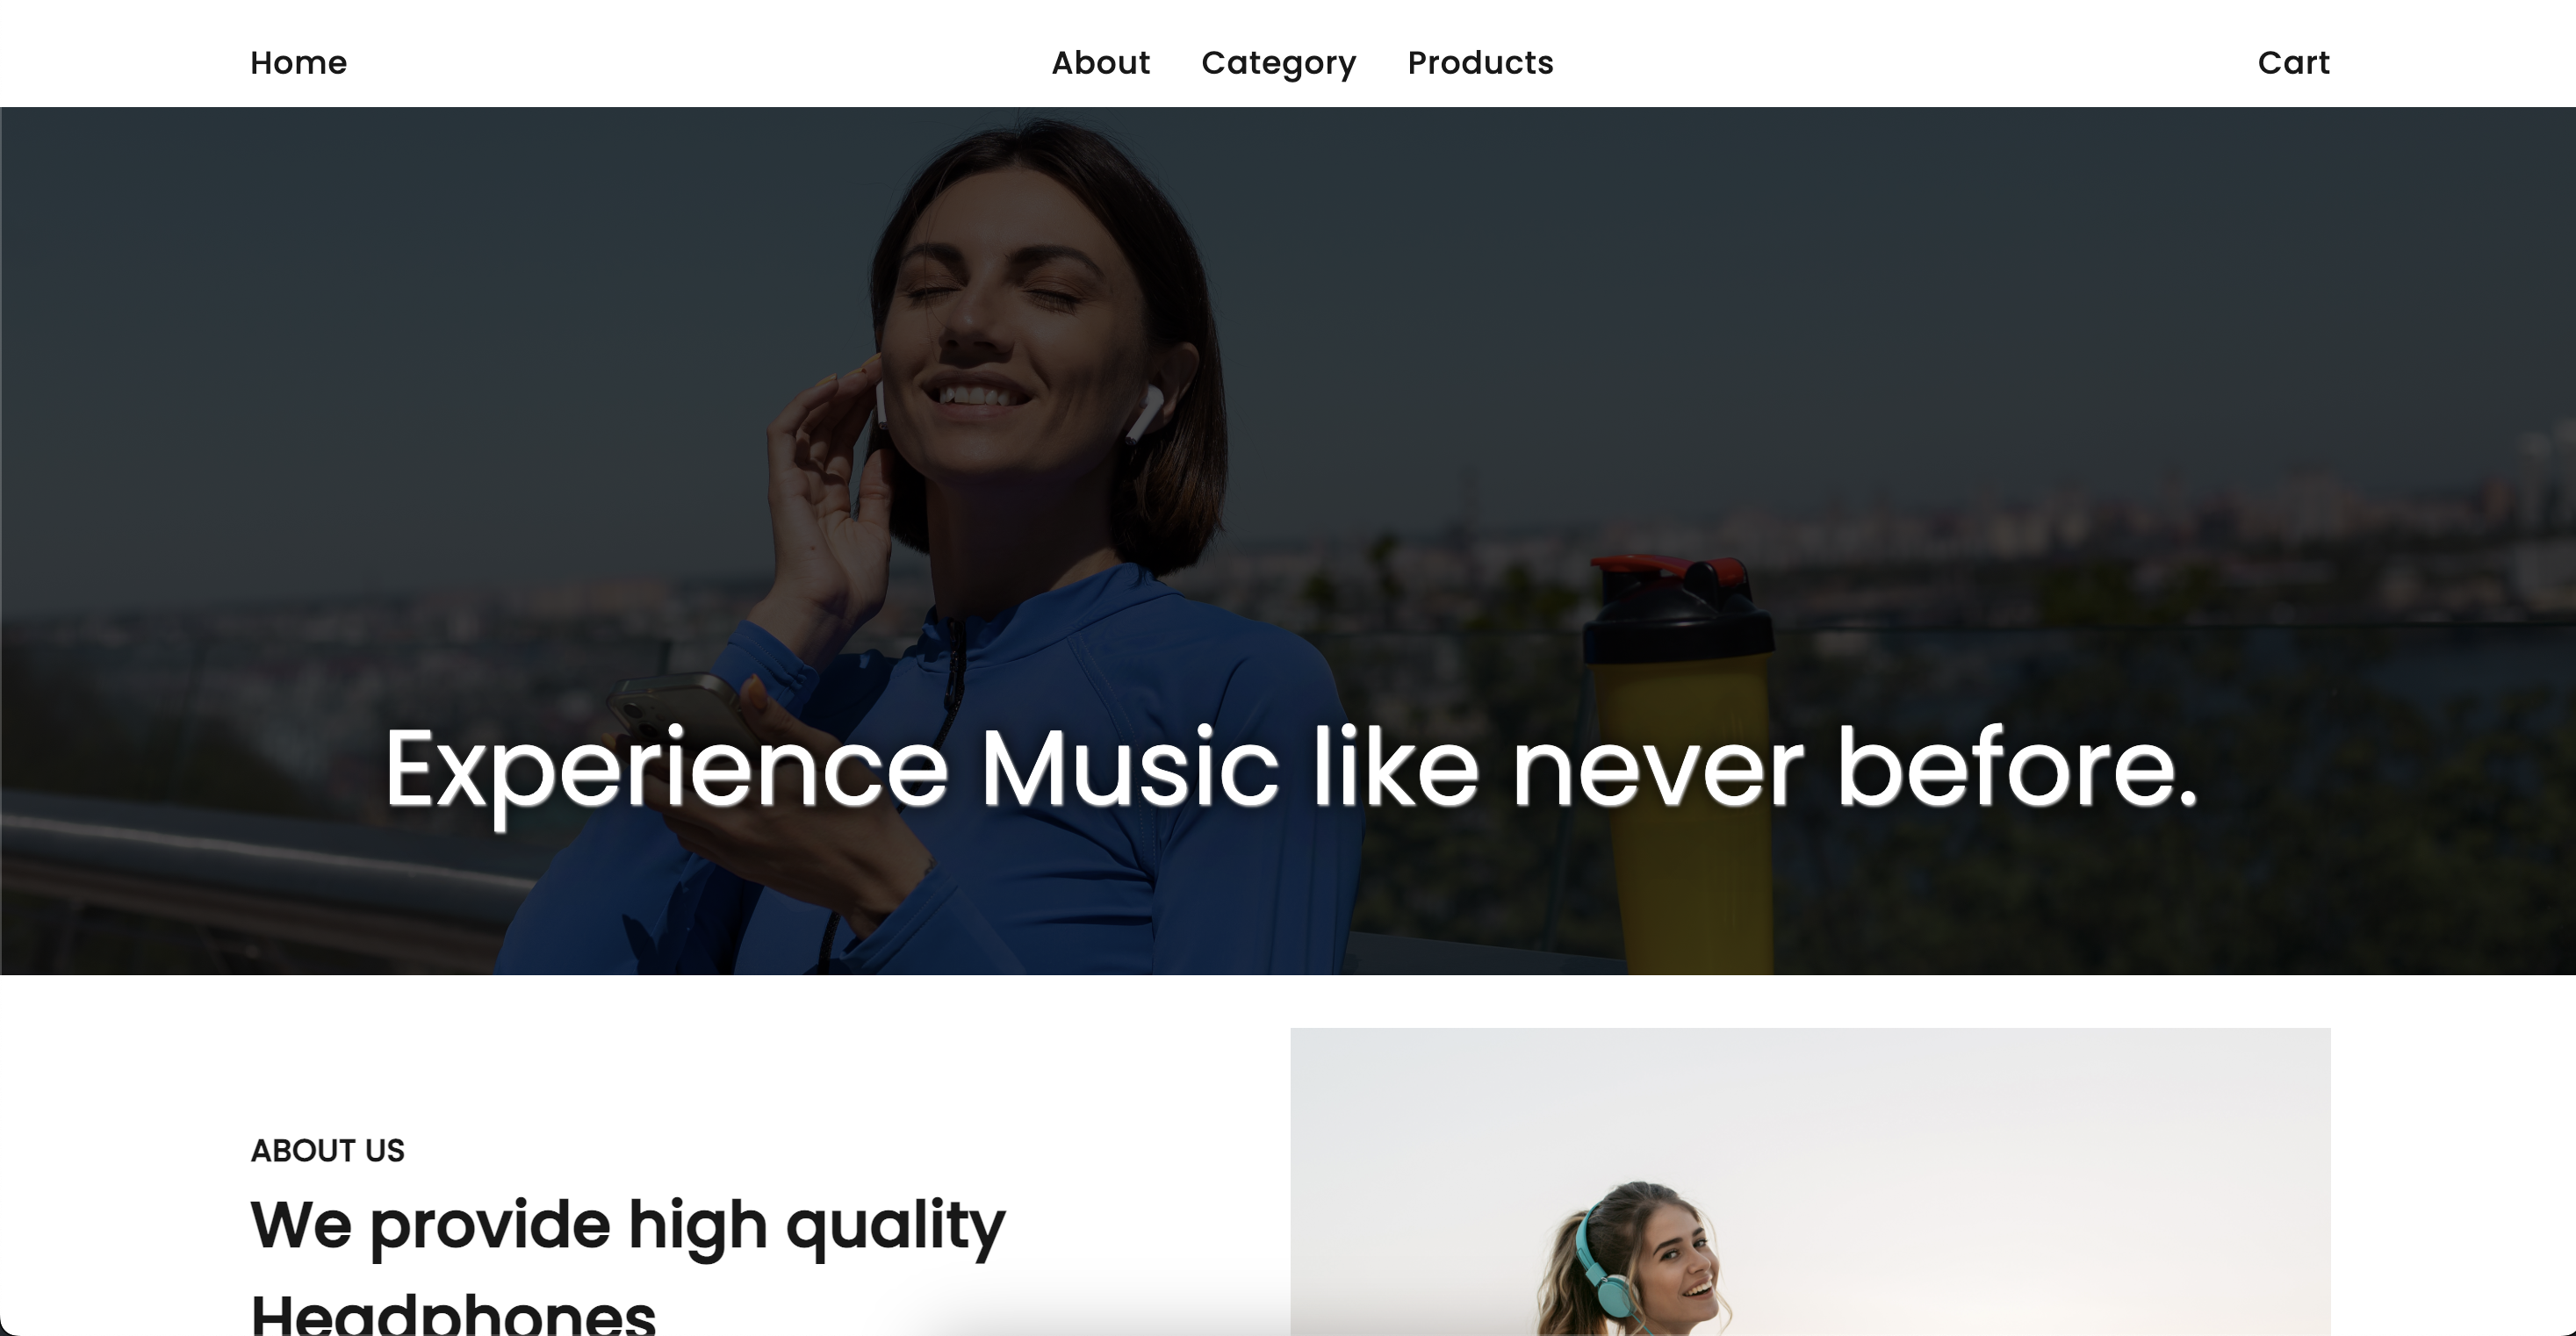 Home About Category Products Cart
Experience Music like never before.
ABOUT US
We provide high quality
Headphones